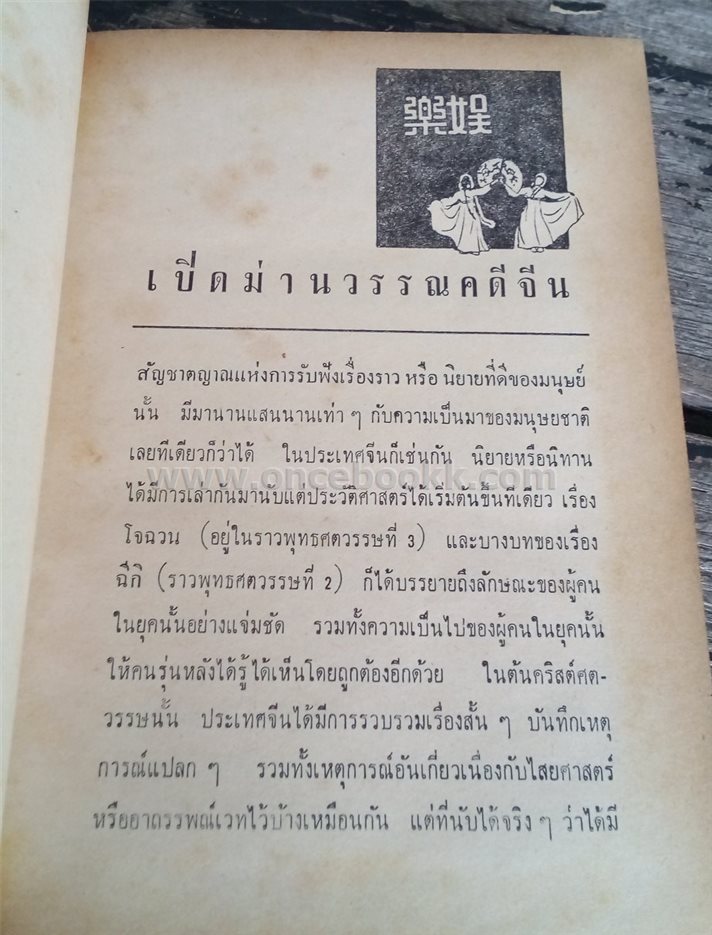 樂娛
เปิดม่านวรรณคดีจีน
สัญชาตญาณแห่งการรับฟังเรื่องราว หรือ นิยายที่ดีของมนุษย์
นั้น มีมานานแสนนานเท่า ๆ กับความเป็นมาของมนุษยชาติ
เลยทีเดียวก็ว่าได้ ในประเทศจีนก็เช่นกัน นิยายหรือนิทาน
www.oncebookk.com
ได้มีการเล่ากันมานับแต่ประวัติศาสตร์ได้เริ่มต้นขึ้นทีเดียว เรื่อง
โจฉวน (อยู่ในราวพุทธศตวรรษที่ 3) และบางบทของเรื่อง
ฉีกิ (ราวพุทธศตวรรษที่ 2) ก็ได้บรรยายถึงลักษณะของผู้คน
ในยุคนั้นอย่างแจ่มชัด รวมทั้งความเป็นไปของผู้คนในยุคนั้น
ให้คนรุ่นหลังได้รู้ได้เห็นโดยถูกต้องอีกด้วย ในต้นคริสต์ศต-
วรรษนั้น ประเทศจีนได้มีการรวบรวมเรื่องสั้น ๆ บันทึกเหตุ
การณ์แปลก ๆ รวมทั้งเหตุการณ์อันเกี่ยวเนื่องกับไสยศาสตร์
หรืออาถรรพณ์เวทไว้บ้างเหมือนกัน แต่ที่นับได้จริง ๆ ว่าได้มี